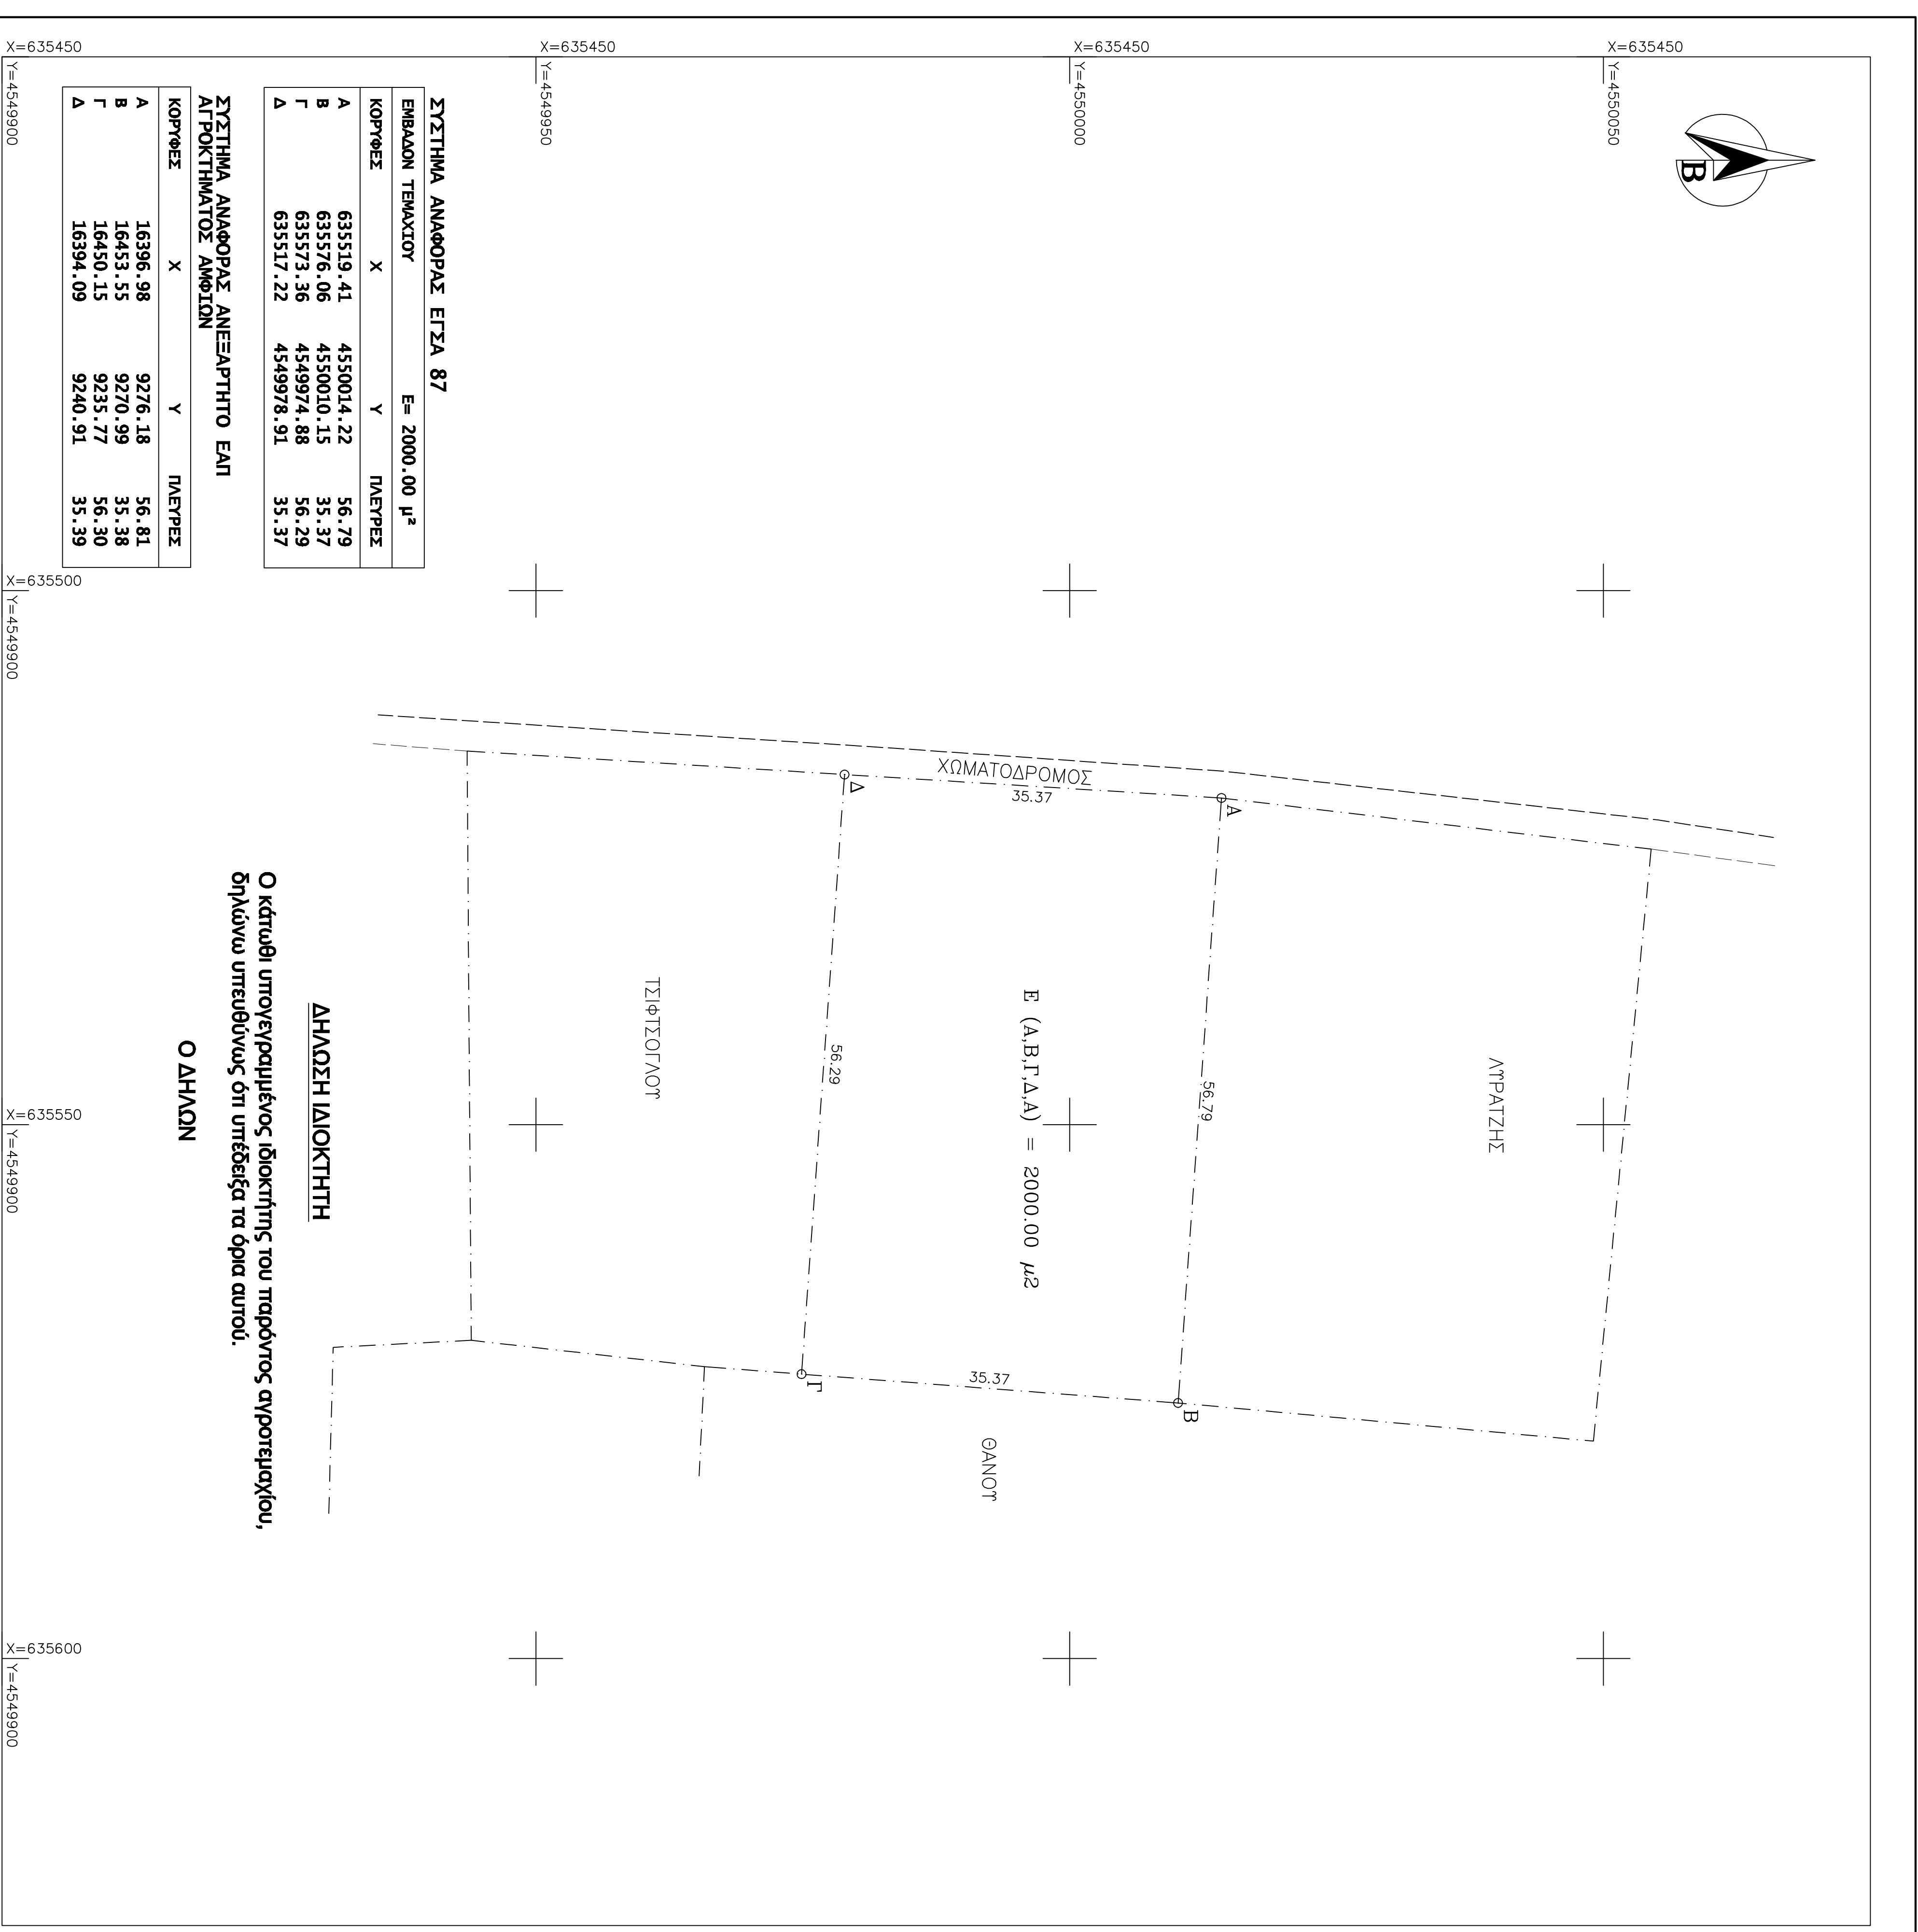 X=635450
Y=4550050
X=635450
Y=4550000
X=635450
Y=4549950
X=635450
Y=4549900
X=635500
Y=4549900
X=635550
Y=4549900
X=635600
Y=4549900
Β
ΛΥΡΑΤΖΗΣ
ΧΩΜΑΤΟΔΡΟΜΟΣ
Α
56.79
Β
35.37
Ε (Α,Β,Γ,Δ,Α) = 2000.00 μ2
35.37
ΘΑΝΟΥ
Δ
56.29
Γ
ΤΣΙΦΤΣΟΓΛΟΥ
ΣΥΣΤΗΜΑ ΑΝΑΦΟΡΑΣ ΕΓΣΑ 87
ΕΜΒΑΔΟΝ ΤΕΜΑΧΙΟΥ Ε= 2000.00 μ²
ΚΟΡΥΦΕΣ Χ Υ ΠΛΕΥΡΕΣ
Α 635519.41 4550014.22 56.79
Β 635576.06 4550010.15 35.37
Γ 635573.36 4549974.88 56.29
Δ 635517.22 4549978.91 35.37
ΣΥΣΤΗΜΑ ΑΝΑΦΟΡΑΣ ΑΝΕΞΑΡΤΗΤΟ ΕΑΠ
ΑΓΡΟΚΤΗΜΑΤΟΣ ΑΜΦΙΩΝ
ΚΟΡΥΦΕΣ Χ Υ ΠΛΕΥΡΕΣ
Α 16396.98 9276.18 56.81
Β 16453.55 9270.99 35.38
Γ 16450.15 9235.77 56.30
Δ 16394.09 9240.91 35.39
ΔΗΛΩΣΗ ΙΔΙΟΚΤΗΤΗ
Ο κάτωθι υπογεγραμμένος ιδιοκτήτης του παρόντος αγροτεμαχίου,
δηλώνω υπευθύνως ότι υπέδειξα τα όρια αυτού.
Ο ΔΗΛΩΝ